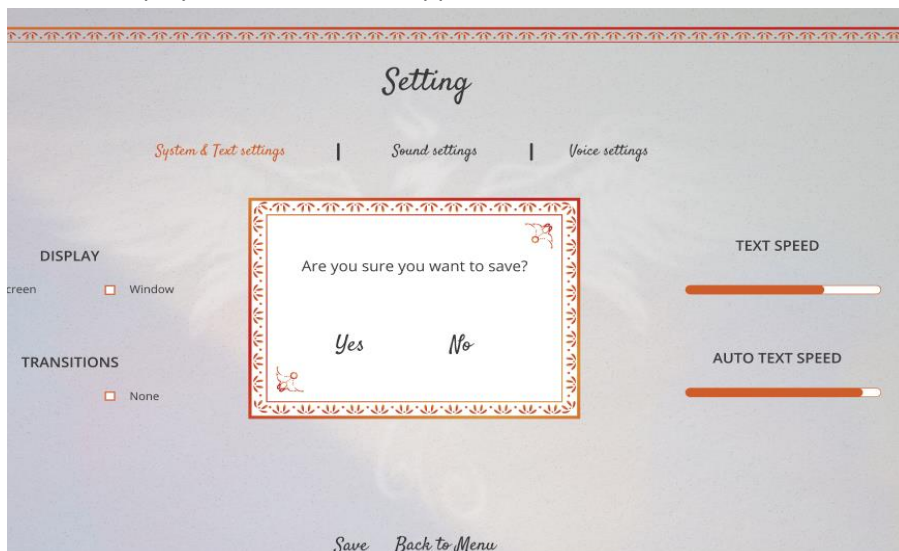 Setting
System & Text settings | Sound settings | Voice settings
DISPLAY
creen Window
TRANSITIONS
None
Are you sure you want to save?
Yes No
TEXT SPEED
AUTO TEXT SPEED
Save Back to Menu